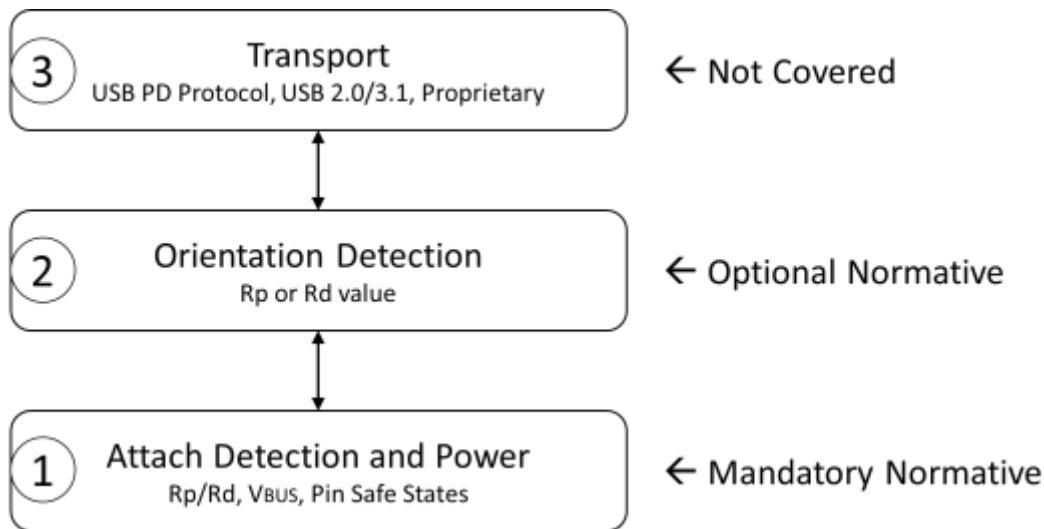 3
Transport
USB PD Protocol, USB 2.0/3.1, Proprietary
← Not Covered
2
Orientation Detection
Rp or Rd value
← Optional Normative
1
Attach Detection and Power
Rp/Rd, VBUS, Pin Safe States
← Mandatory Normative